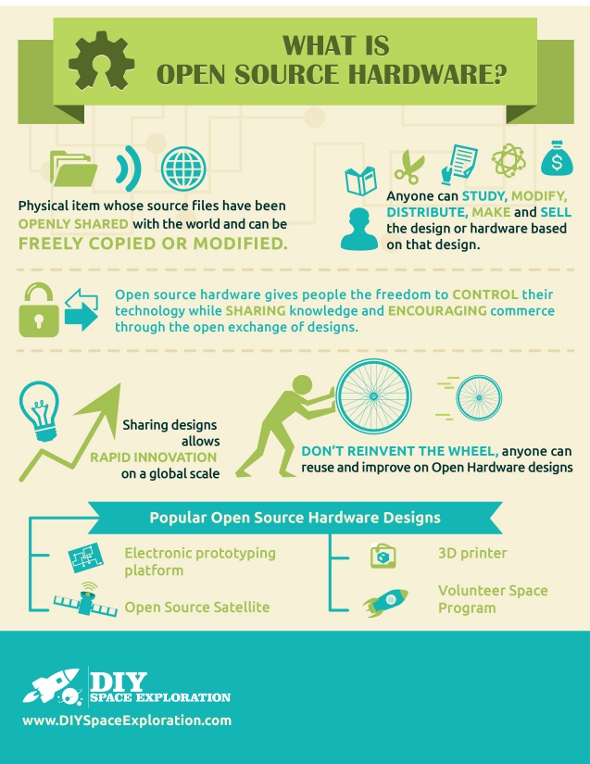 WHAT IS
OPEN SOURCE HARDWARE?
Physical item whose source files have been
OPENLY SHARED with the world and can be
FREELY COPIED OR MODIFIED.
$
Anyone can STUDY, MODIFY,
DISTRIBUTE, MAKE and SELL
the design or hardware based
on that design.
Open source hardware gives people the freedom to CONTROL their
technology while SHARING knowledge and ENCOURAGING commerce
through the open exchange of designs.
Sharing designs
allows
RAPID INNOVATION
on a global scale
DON'T REINVENT THE WHEEL, anyone can
reuse and improve on Open Hardware designs
Popular Open Source Hardware Designs
Electronic prototyping
platform
Open Source Satellite
3D printer
Volunteer Space
Program
DIY
SPACE EXPLORATION
www.DIYSpaceExploration.com